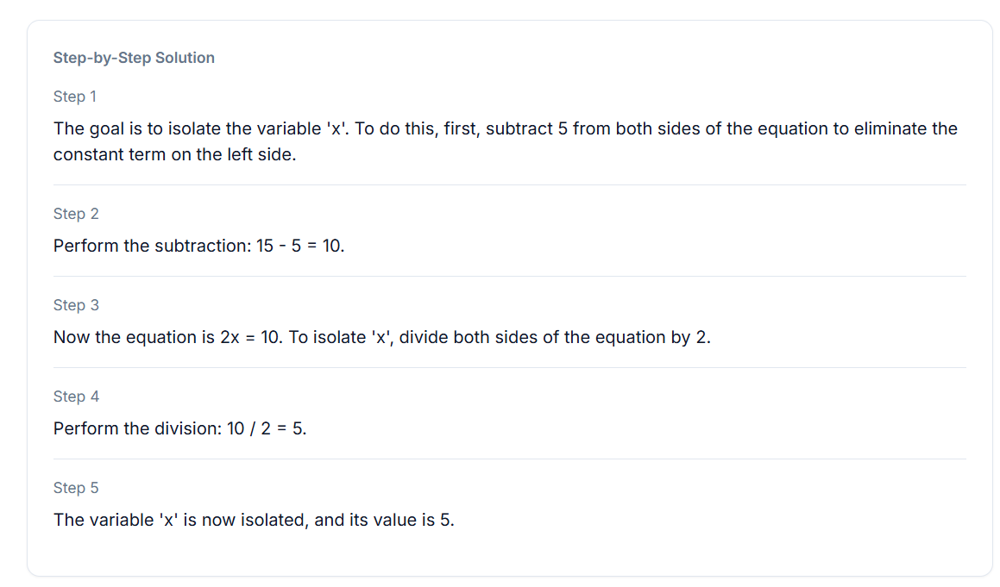 Step-by-Step Solution
Step 1
The goal is to isolate the variable 'x'. To do this, first, subtract 5 from both sides of the equation to eliminate the
constant term on the left side.
Step 2
Perform the subtraction: 15 - 5 = 10.
Step 3
Now the equation is 2x = 10. To isolate 'x', divide both sides of the equation by 2.
Step 4
Perform the division: 10 / 2 = 5.
Step 5
The variable 'x' is now isolated, and its value is 5.